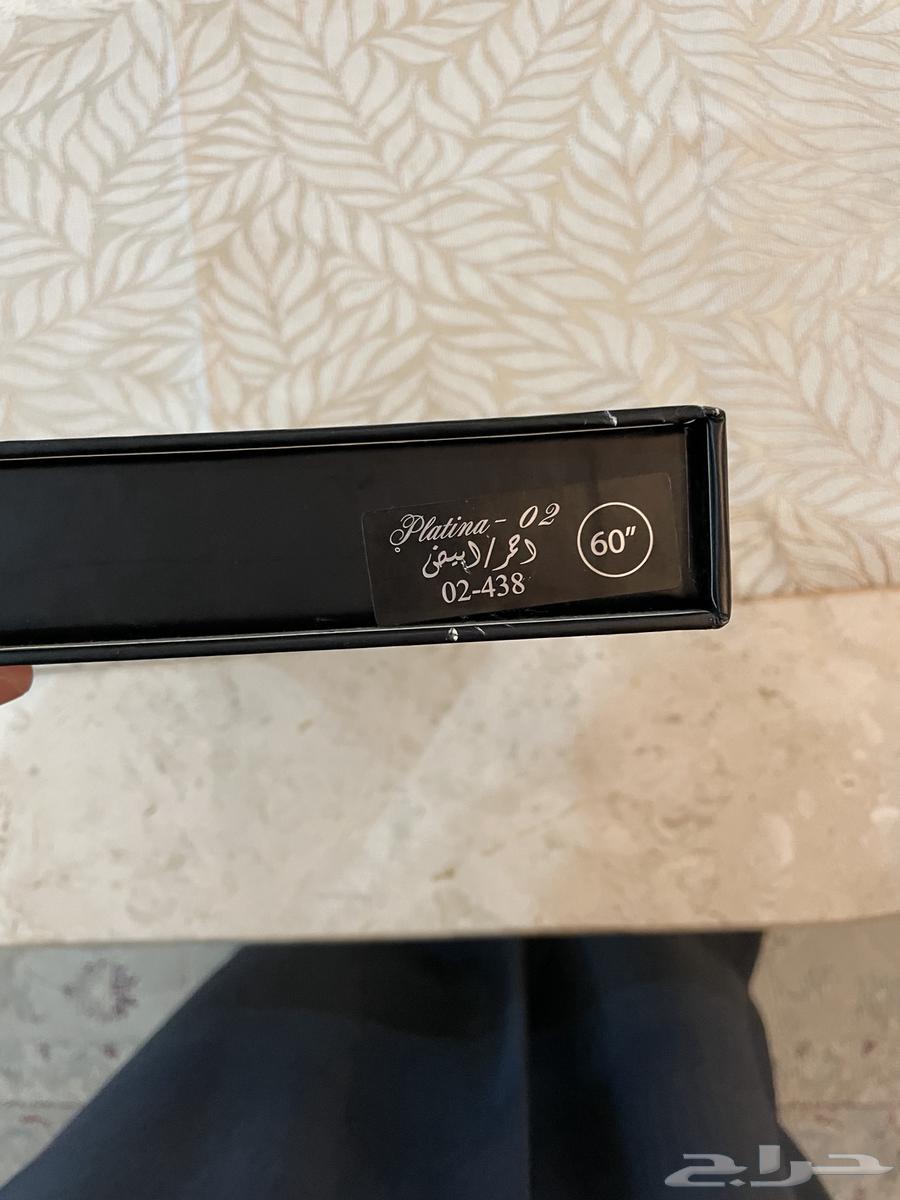 Platina - 02
احمر/ابيض
02-438
60"
حراج